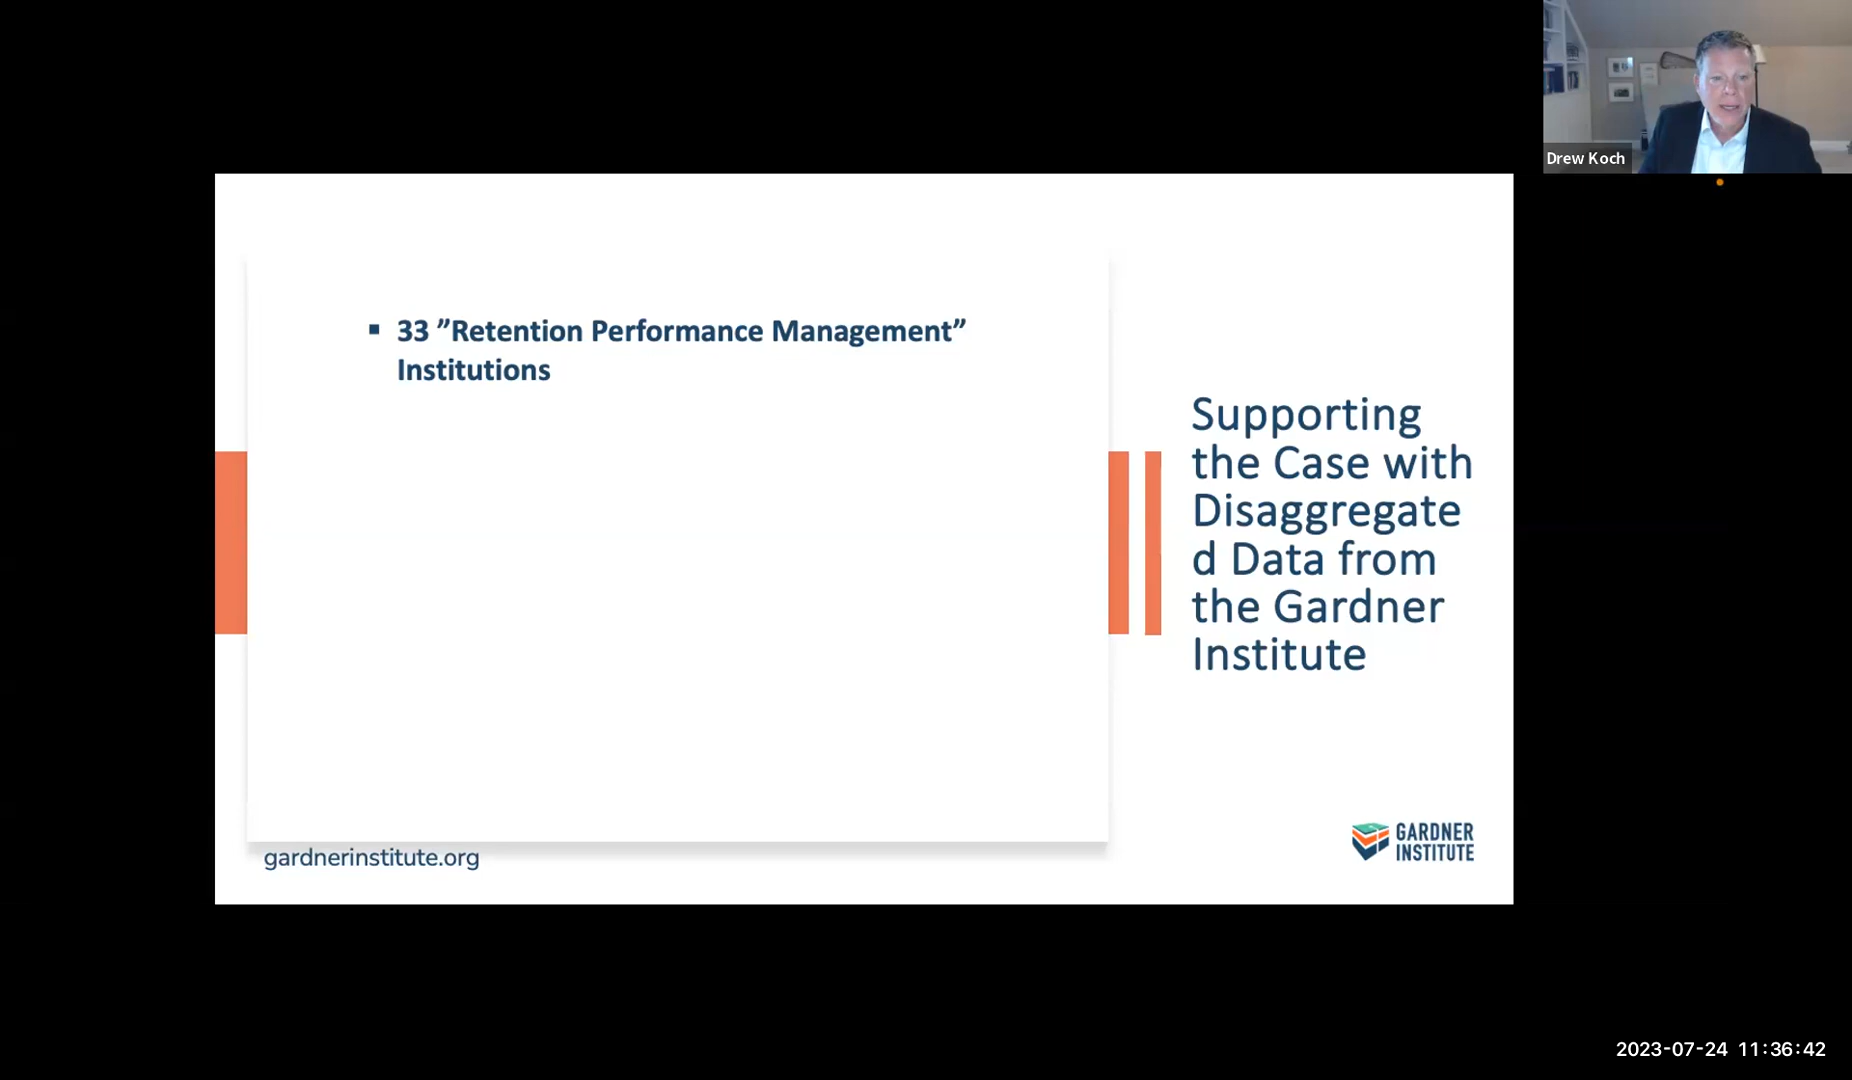 Drew Koch
▪ 33 ”Retention Performance Management”
Institutions
Supporting
the Case with
Disaggregate
d Data from
the Gardner
Institute
gardnerinstitute.org
GARDNER
INSTITUTE
2023-07-24 11:36:42